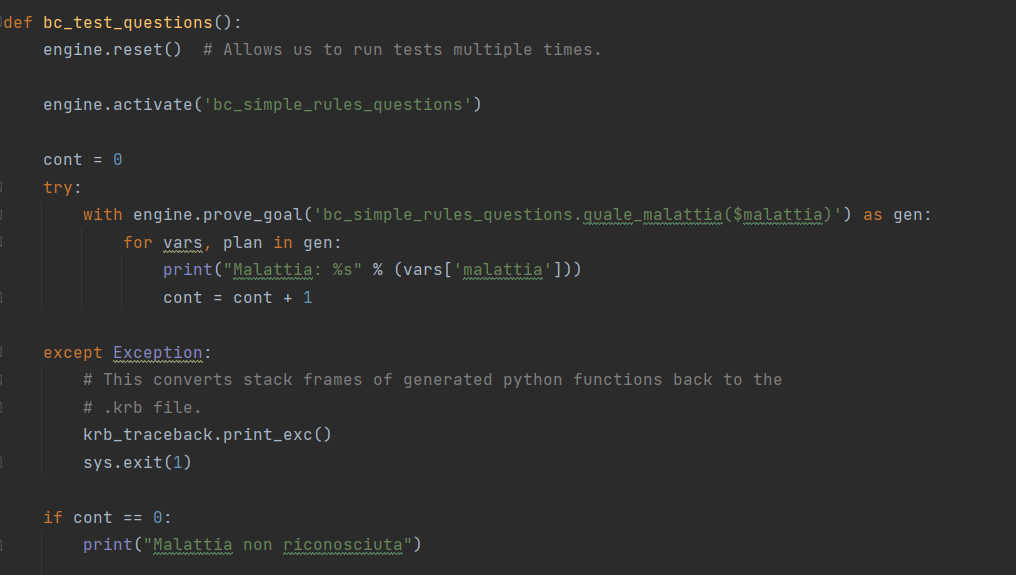 def bc_test_questions():
    engine.reset()  # Allows us to run tests multiple times.

    engine.activate('bc_simple_rules_questions')

    cont = 0
    try:
        with engine.prove_goal('bc_simple_rules_questions.quale_malattia($malattia)') as gen:
            for vars, plan in gen:
                print("Malattia: %s" % (vars['malattia']))
                cont = cont + 1

    except Exception:
        # This converts stack frames of generated python functions back to the
        # .krb file.
        krb_traceback.print_exc()
        sys.exit(1)

    if cont == 0:
        print("Malattia non riconosciuta")